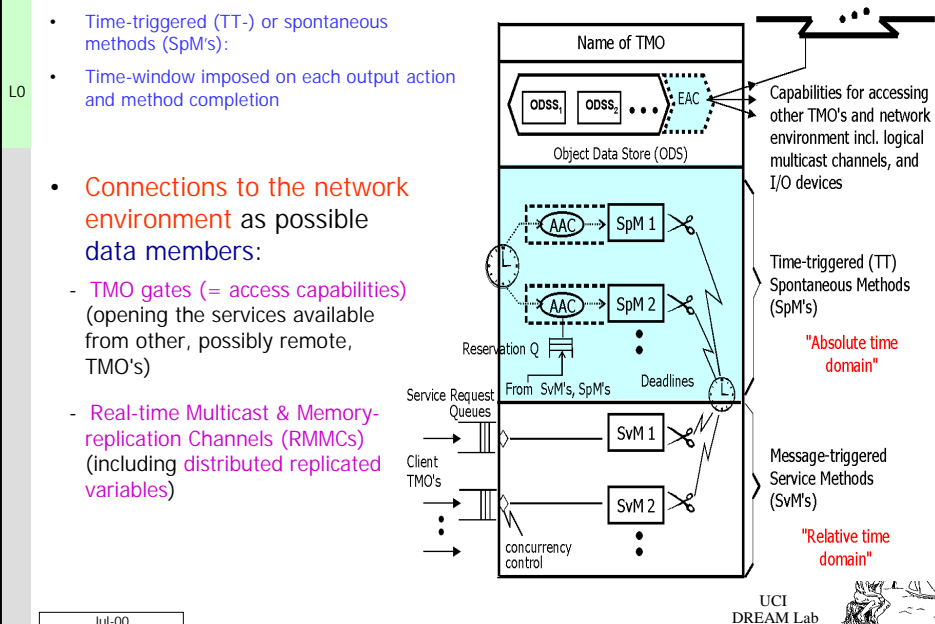 L0
• Time-triggered (TT-) or spontaneous
methods (SpM's):
• Time-window imposed on each output action
and method completion
• Connections to the network
environment as possible
data members:
- TMO gates (= access capabilities)
(opening the services available
from other, possibly remote,
TMO's)
- Real-time Multicast & Memory-
replication Channels (RMMCs)
(including distributed replicated
variables)
Name of TMO
ODSS1
ODSS2
• • •
EAC
Object Data Store (ODS)
Capabilities for accessing
other TMO's and network
environment incl. logical
multicast channels, and
I/O devices
AAC
SpM 1
AAC
SpM 2
Reservation Q
From SvM's, SpM's
Deadlines
Time-triggered (TT)
Spontaneous Methods
(SpM's)
"Absolute time
domain"
Service Request
Queues
Client
TMO's
SvM 1
SvM 2
concurrency
control
Message-triggered
Service Methods
(SvM's)
"Relative time
domain"
Jul-00
UCI
DREAM Lab